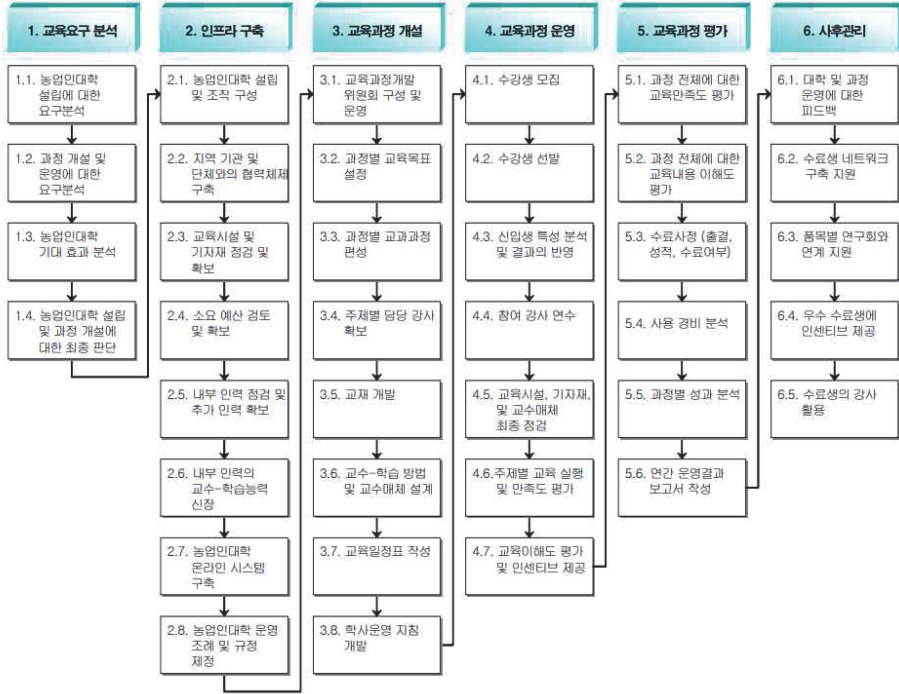 1. 교육요구 분석
1.1. 농업인대학
설립에 대한
요구분석
1.2. 과정 개설 및
운영에 대한
요구분석
1.3. 농업인대학
기대 효과 분석
1.4. 농업인대학 설립
및 과정 개설에
대한 최종 판단
2. 인프라 구축
2.1. 농업인대학 설립
및 조직 구성
2.2. 지역 기관 및
단체와의 협력체제
구축
2.3. 교육시설 및
기자재 점검 및
확보
2.4. 소요 예산 검토
및 확보
2.5. 내부 인력 점검 및
추가 인력 확보
2.6. 내부 인력의
교수-학습능력
신장
2.7. 농업인대학
온라인 시스템
구축
2.8. 농업인대학 운영
조례 및 규정
제정
3. 교육과정 개설
3.1. 교육과정개발
위원회 구성 및
운영
3.2. 과정별 교육목표
설정
3.3. 과정별 교과과정
편성
3.4. 주제별 담당 강사
확보
3.5. 교재 개발
3.6. 교수-학습 방법
및 교수매체 설계
3.7. 교육일정표 작성
3.8. 학사운영 지침
개발
4. 교육과정 운영
4.1. 수강생 모집
4.2. 수강생 선발
4.3. 신입생 특성 분석
및 결과의 반영
4.4. 참여 강사 연수
4.5. 교육시설, 기자재,
및 교수매체
최종 점검
4.6.주제별 교육 실행
및 만족도 평가
4.7. 교육이해도 평가
및 인센티브 제공
5. 교육과정 평가
5.1. 과정 전체에 대한
교육만족도 평가
5.2. 과정 전체에 대한
교육내용 이해도
평가
5.3. 수료사정 (출결,
성적, 수료여부)
5.4. 사용 경비 분석
5.5. 과정별 성과 분석
5.6. 연간 운영결과
보고서 작성
6. 사후관리
6.1. 대학 및 과정
운영에 대한
피드백
6.2. 수료생 네트워크
구축 지원
6.3. 품목별 연구회와
연계 지원
6.4. 우수 수료생에
인센티브 제공
6.5. 수료생의 강사
활용